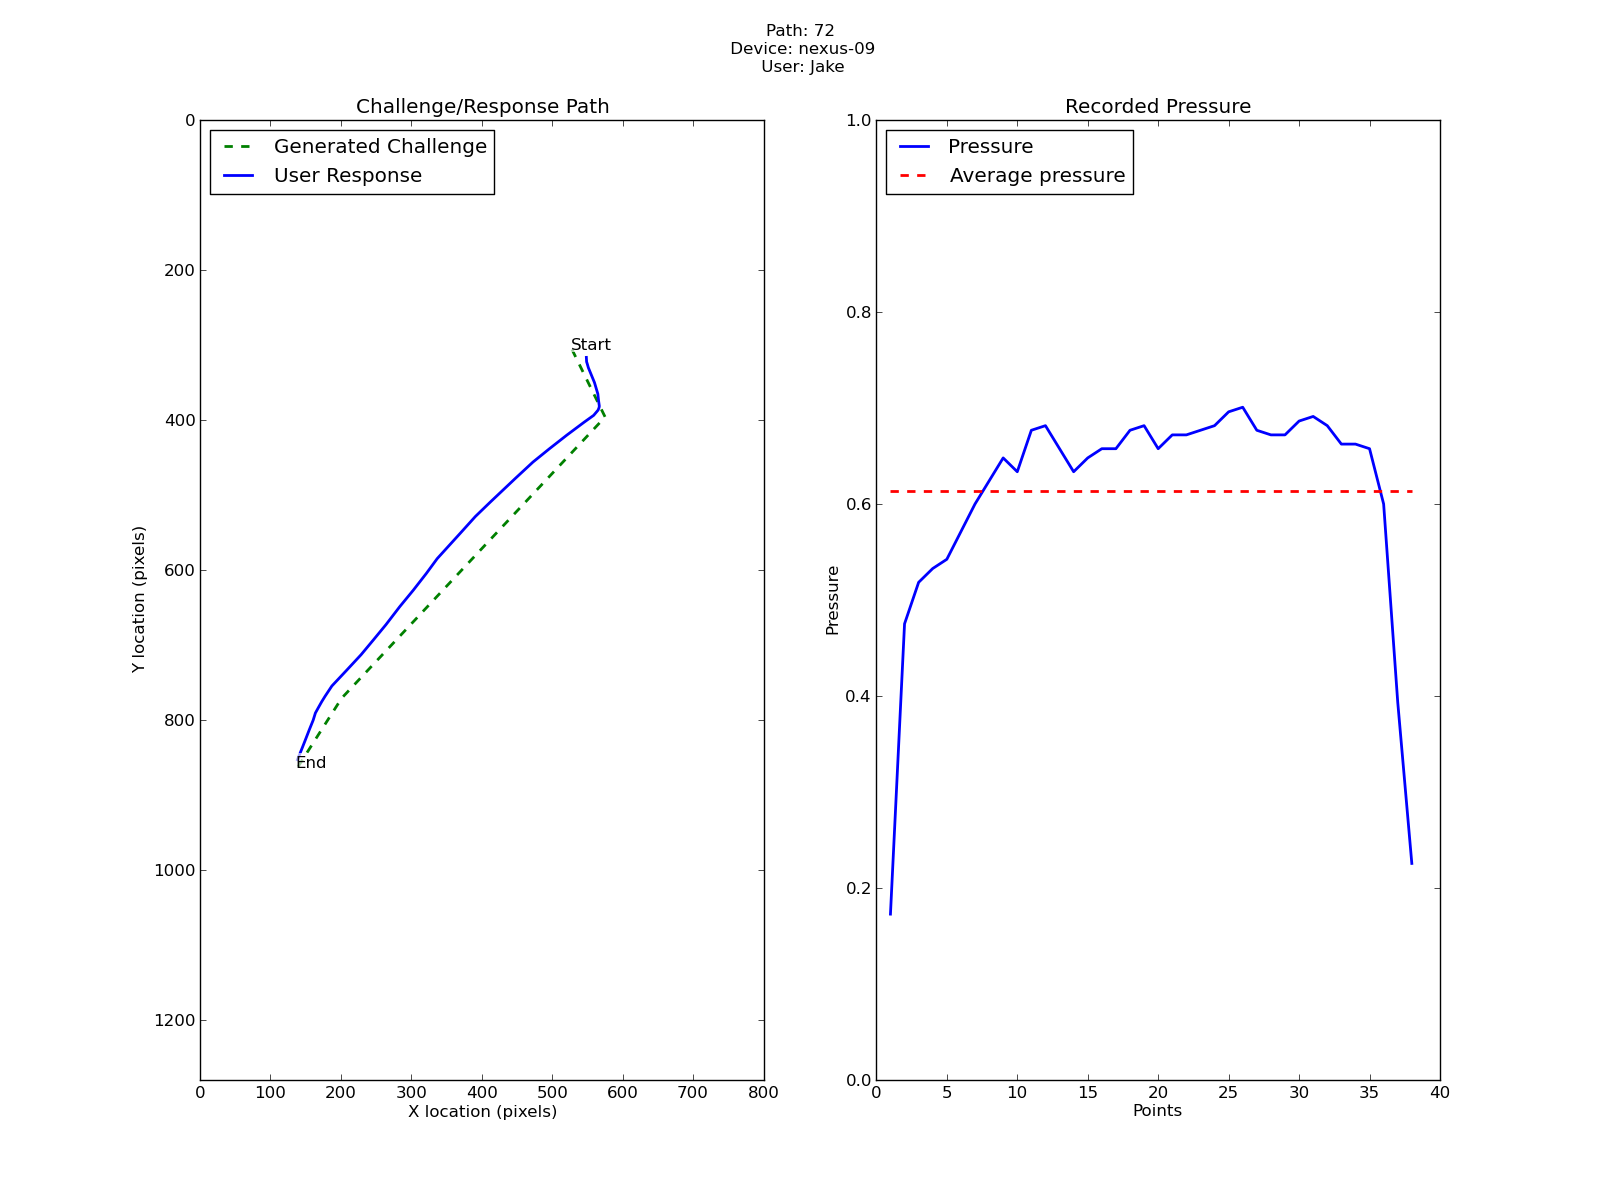 Path: 72
Device: nexus-09
User: Jake
Challenge/Response Path
Generated Challenge
User Response
Start
End
0
200
400
600
800
1000
1200
Y location (pixels)
0 100 200 300 400 500 600 700 800
X location (pixels)
Recorded Pressure
Pressure
Average pressure
1.0
0.8
0.6
0.4
0.2
0.0
Pressure
0 5 10 15 20 25 30 35 40
Points